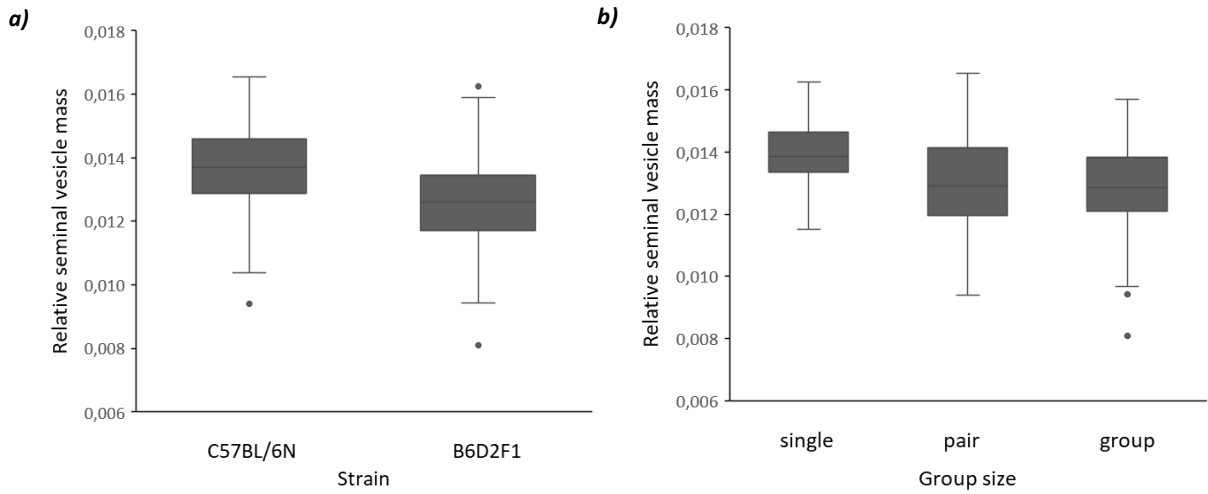 a)
Relative seminal vesicle mass
0,018
0,016
0,014
0,012
0,010
0,008
0,006
C57BL/6N
B6D2F1
Strain
b)
Relative seminal vesicle mass
0,018
0,016
0,014
0,012
0,010
0,008
0,006
single
pair
group
Group size